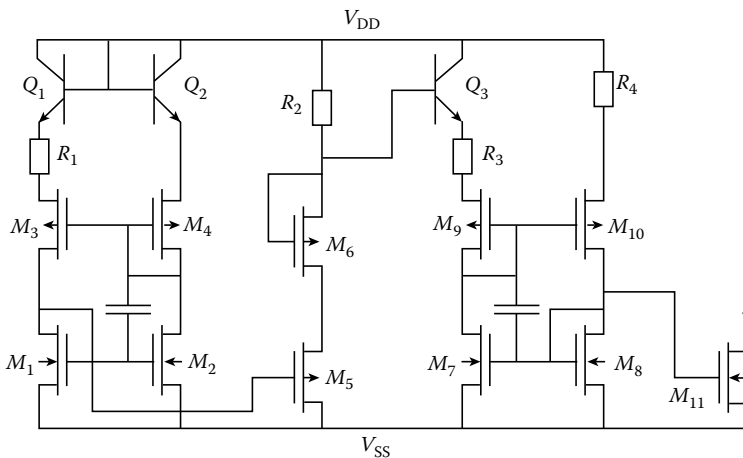 V_DD
Q_1
Q_2
R_2
Q_3
R_4
R_1
R_3
M_3
M_4
M_6
M_9
M_10
M_1
M_2
M_5
M_7
M_8
M_11
V_SS